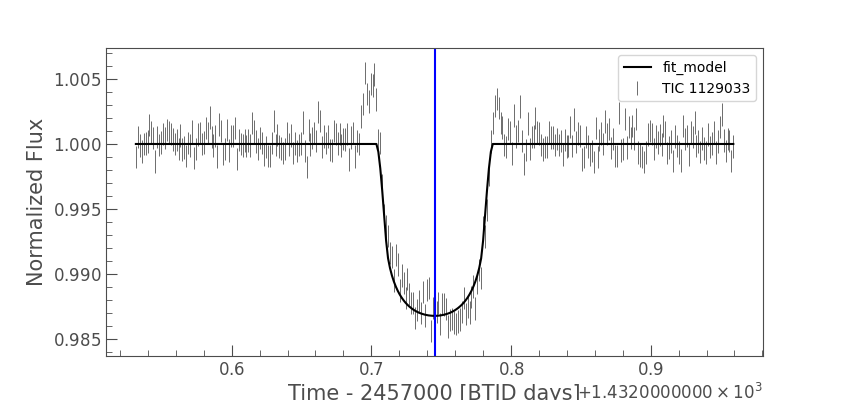 fit_model
TIC 1129033
Normalized Flux
1.005
1.000
0.995
0.990
0.985
0.6 0.7 0.8 0.9
Time - 2457000 [BTJD days]
+1.4320000000 × 10³